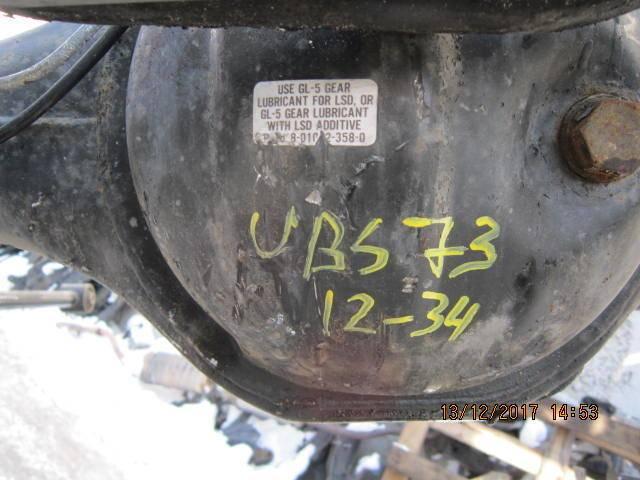 USE GL-5 GEAR
LUBRICANT FOR LSD, OR
GL-5 GEAR LUBRICANT
WITH LSD ADDITIVE
UBS 73
12-34
13/12/2017 14:53